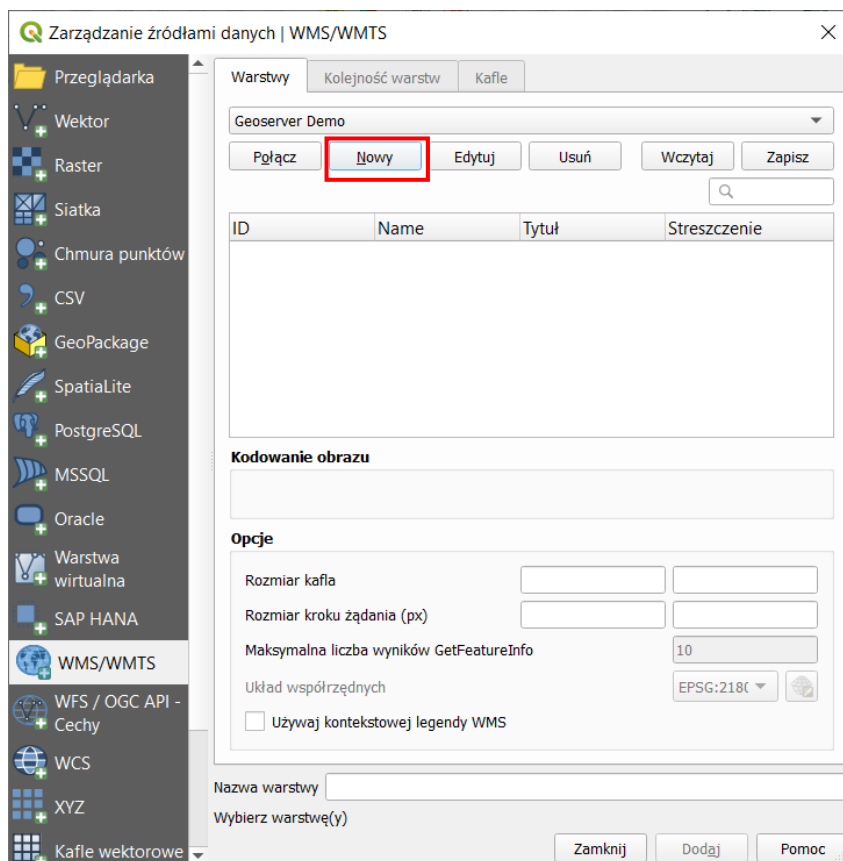 Zarządzanie źródłami danych | WMS/WMTS
Przeglądarka
Wektor
Raster
Siatka
Chmura punktów
CSV
GeoPackage
SpatiaLite
PostgreSQL
MSSQL
Oracle
Warstwa
wirtualna
SAP HANA
WMS/WMTS
WFS / OGC API -
Cechy
WCS
XYZ
Kafle wektorowe
Warstwy Kolejność warstw Kafle
Geoserver Demo
Połącz Nowy Edytuj Usuń Wczytaj Zapisz
ID Name Tytuł Streszczenie
Kodowanie obrazu
Opcje
Rozmiar kafla
Rozmiar kroku żądania (px)
Maksymalna liczba wyników GetFeatureInfo 10
Układ współrzędnych EPSG:2180
Używaj kontekstowej legendy WMS
Nazwa warstwy
Wybierz warstwę(y)
Zamknij Dodaj Pomoc